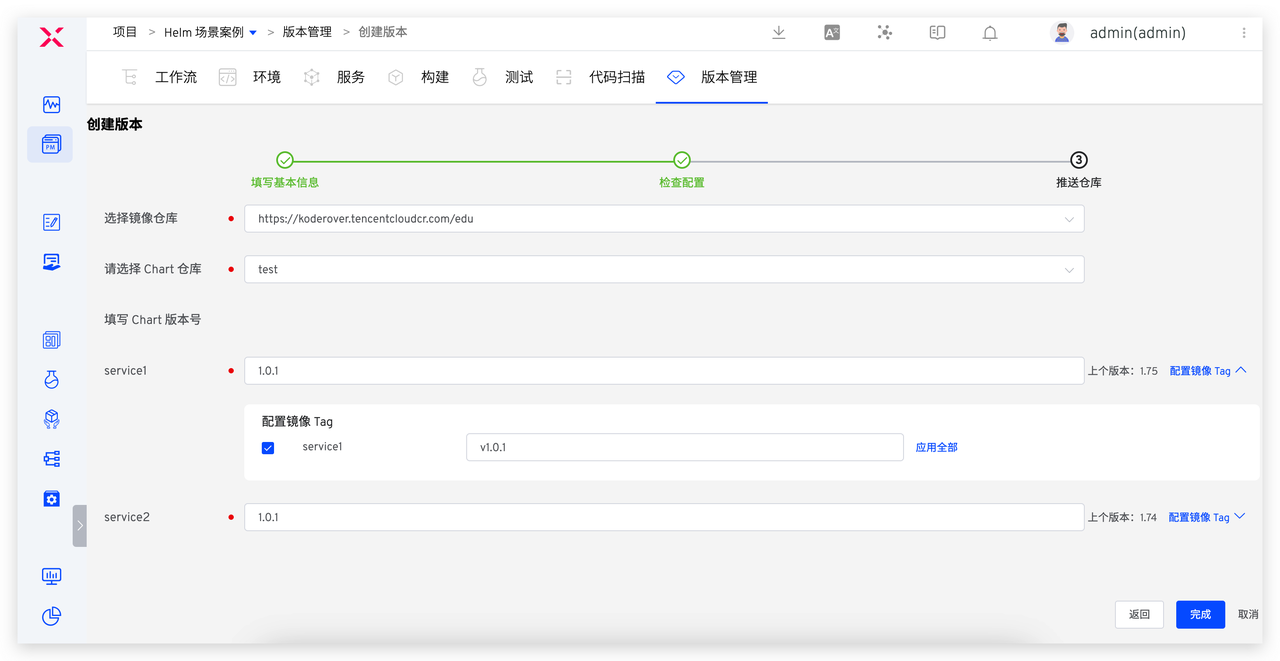 项目 > Helm 场景案例 > 版本管理 > 创建版本
admin(admin)
工作流 环境 服务 构建 测试 代码扫描 版本管理
创建版本
3
填写基本信息 检查配置 推送仓库
选择镜像仓库 https://koderover.tencentcloudcr.com/edu
请选择 Chart 仓库 test
填写 Chart 版本号
service1 1.0.1 上个版本：1.75 配置镜像 Tag
配置镜像 Tag
service1 v1.0.1 应用全部
service2 1.0.1 上个版本：1.74 配置镜像 Tag
返回 完成 取消